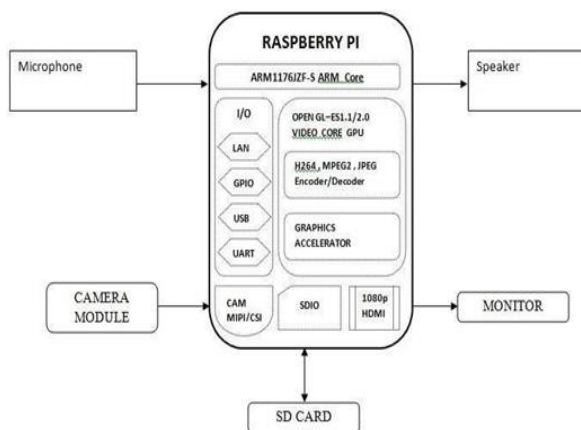 RASPBERRY PI
Microphone
ARM1176JZF-S ARM Core
Speaker
I/O
LAN
GPIO
USB
UART
OPEN GL-ES1.1/2.0
VIDEO CORE GPU
H264 , MPEG2 , JPEG
Encoder/Decoder
GRAPHICS
ACCELERATOR
CAMERA
MODULE
CAM
MIPI/CSI
SDIO
1080p
HDMI
MONITOR
SD CARD